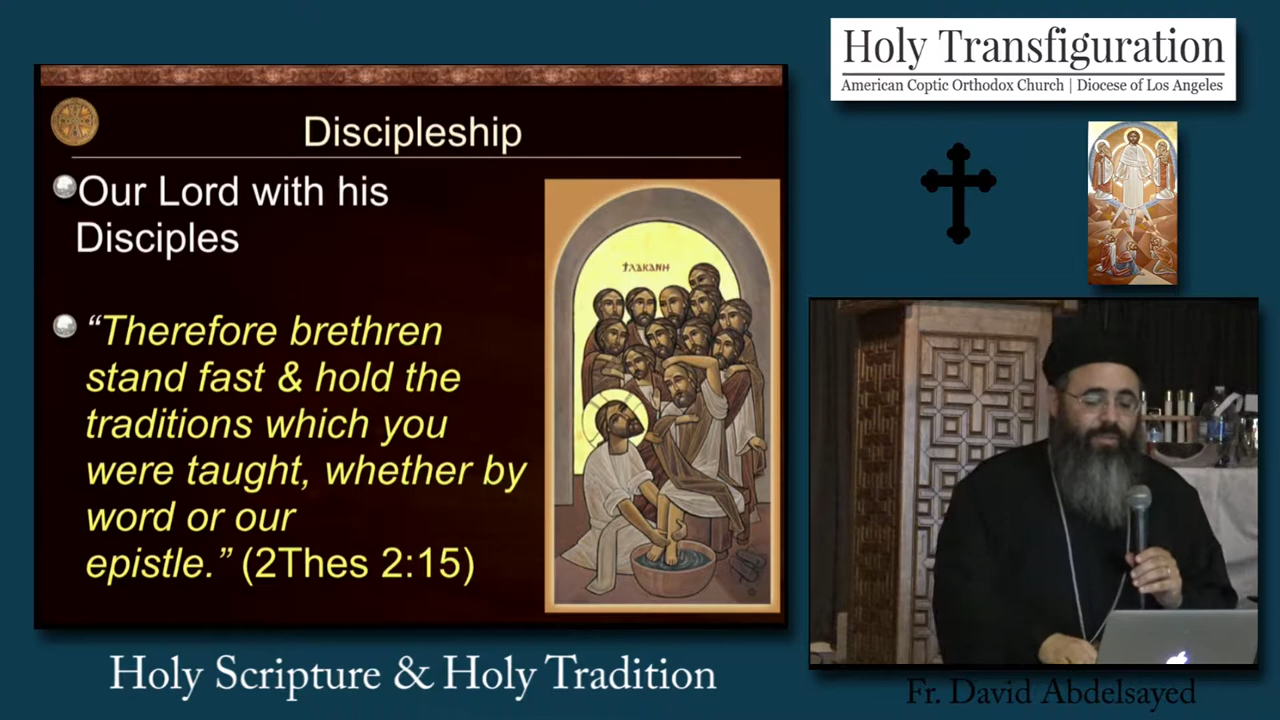 Holy Transfiguration
American Coptic Orthodox Church | Diocese of Los Angeles
Discipleship
Our Lord with his
Disciples
“Therefore brethren
stand fast & hold the
traditions which you
were taught, whether by
word or our
epistle.” (2Thes 2:15)
ϮⲖⲀⲔⲀⲚⲎ
Holy Scripture & Holy Tradition
Fr. David Abdelsayed